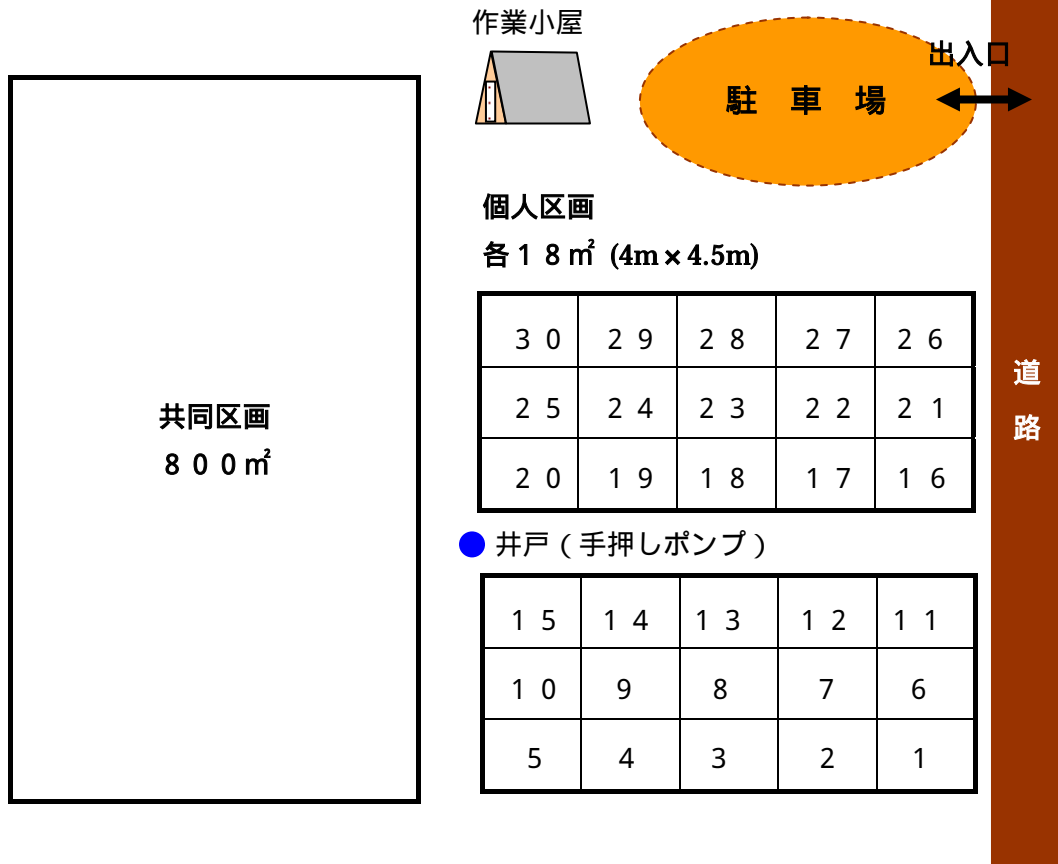 作業小屋
出入口
駐　車　場
個人区画
各１８㎡ (4m×4.5m)
３０ ２９ ２８ ２７ ２６
２５ ２４ ２３ ２２ ２１
２０ １９ １８ １７ １６
井戸（手押しポンプ）
１５ １４ １３ １２ １１
１０ ９ ８ ７ ６
５ ４ ３ ２ １
共同区画
８００㎡
道
路